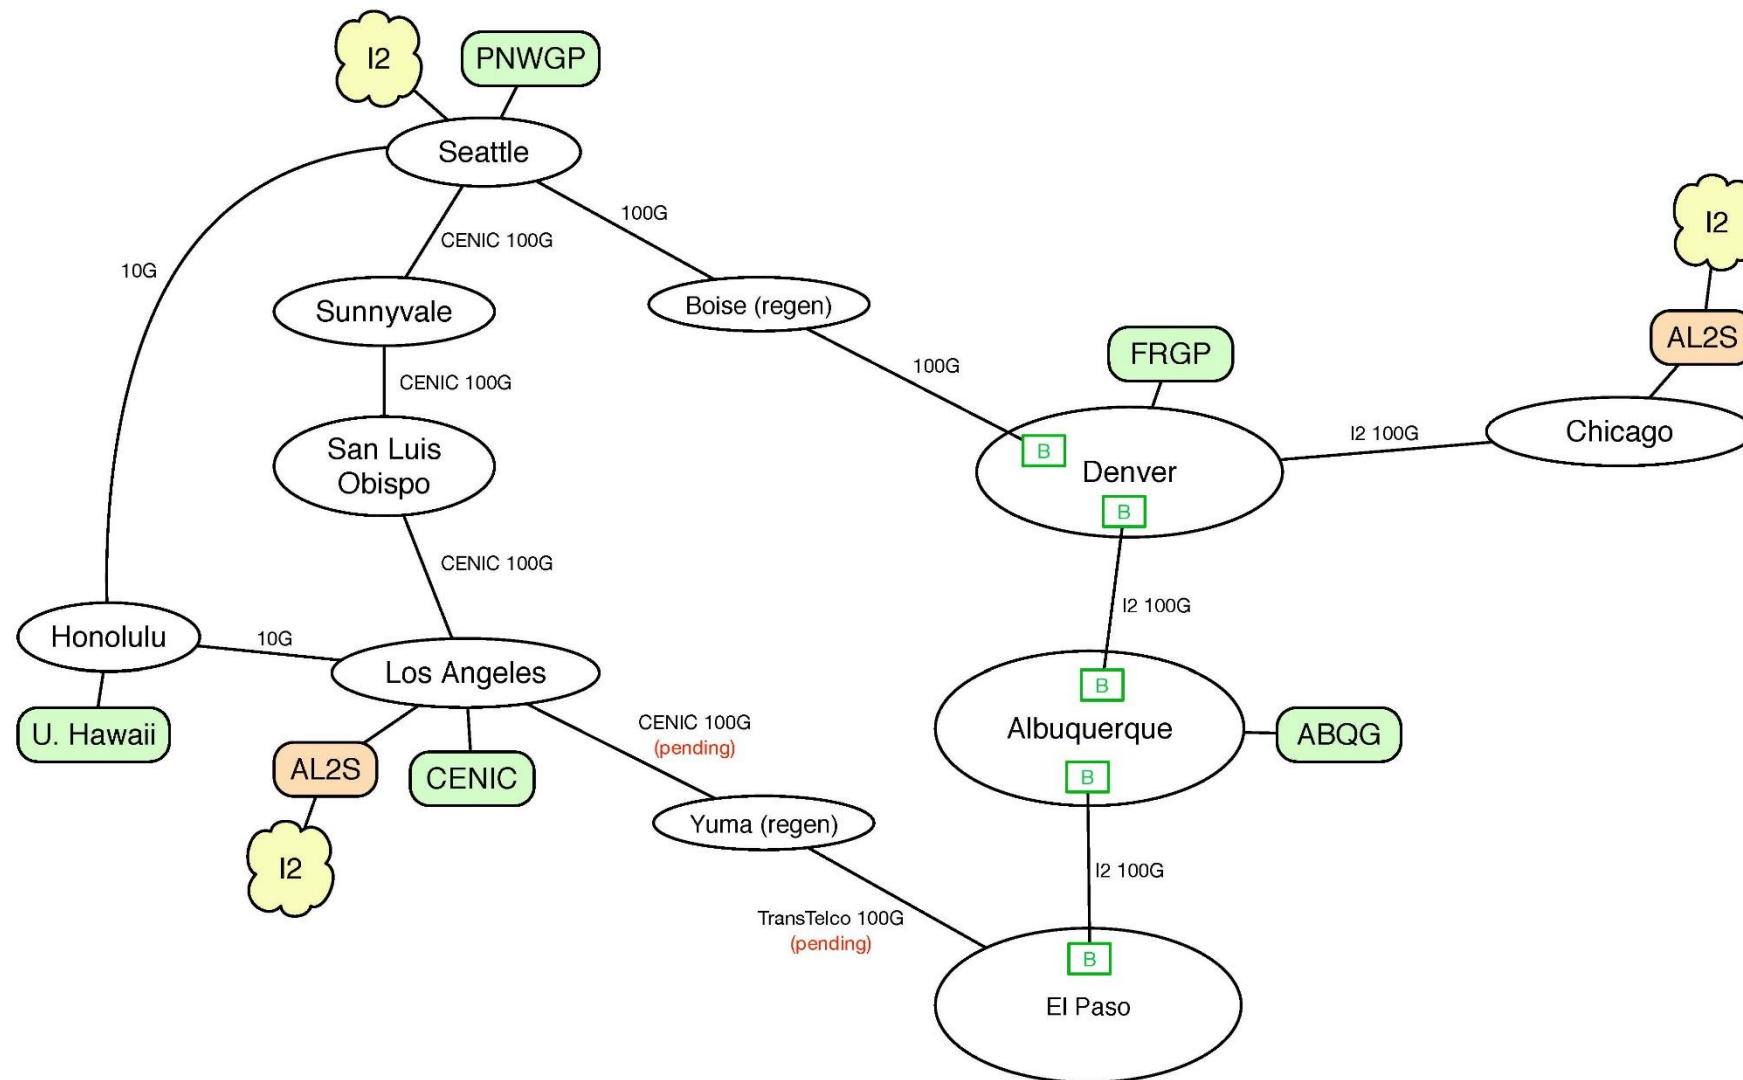 I2
PNWGP
Seattle
100G
CENIC 100G
10G
I2
Sunnyvale
Boise (regen)
AL2S
FRGP
100G
CENIC 100G
Chicago
I2 100G
San Luis
Obispo
B
Denver
B
CENIC 100G
I2 100G
Honolulu
10G
Los Angeles
B
U. Hawaii
CENIC 100G
(pending)
Albuquerque
ABQG
AL2S
CENIC
B
Yuma (regen)
I2
I2 100G
TransTelco 100G
(pending)
B
El Paso